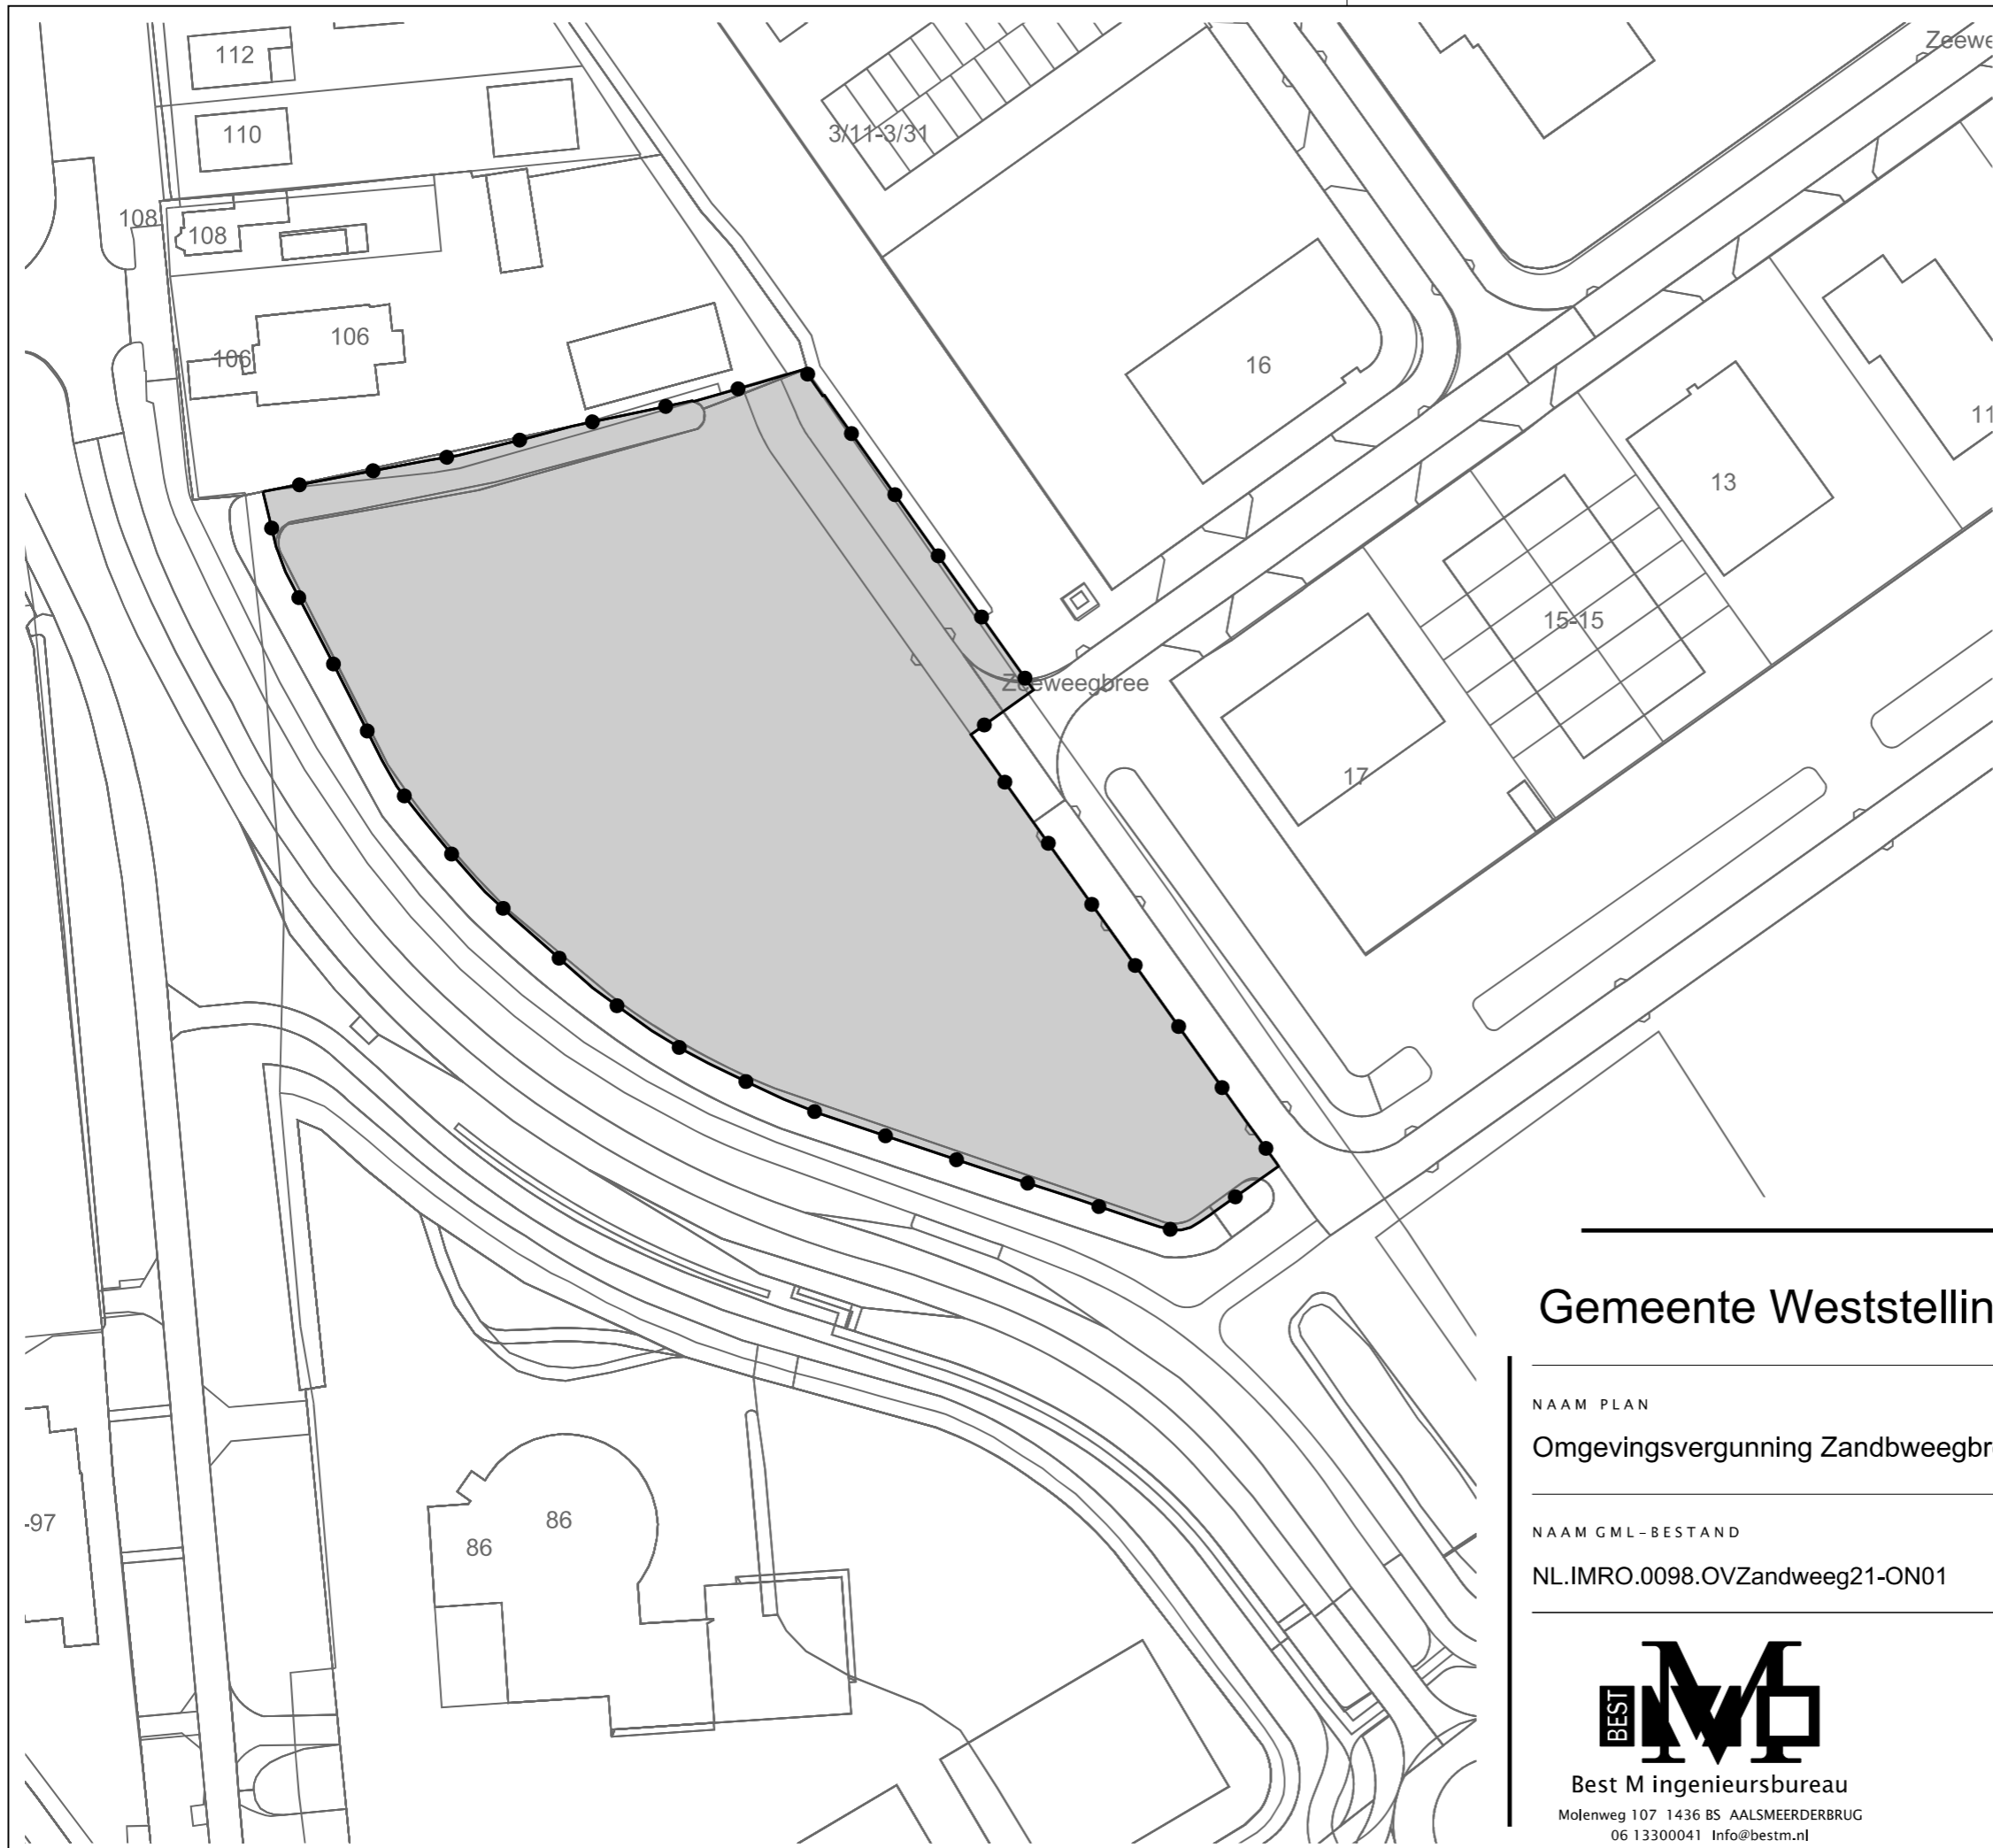 112
Zeewe
110
3/11-3/31
108
108
106
106
16
11
13
15-15
Zeeweegbree
17
Gemeente Weststellin
NAAM PLAN
Omgevingsvergunning Zandbweegbr
NAAM GML-BESTAND
NL.IMRO.0098.OVZandweeg21-ON01
-97
86
86
BEST
Best M ingenieursbureau
Molenweg 107 1436 BS AALSMEERDERBRUG
06 13300041 Info@bestm.nl